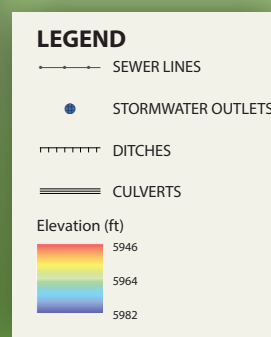 LEGEND
SEWER LINES
STORMWATER OUTLETS
DITCHES
CULVERTS
Elevation (ft)
5946
5964
5982